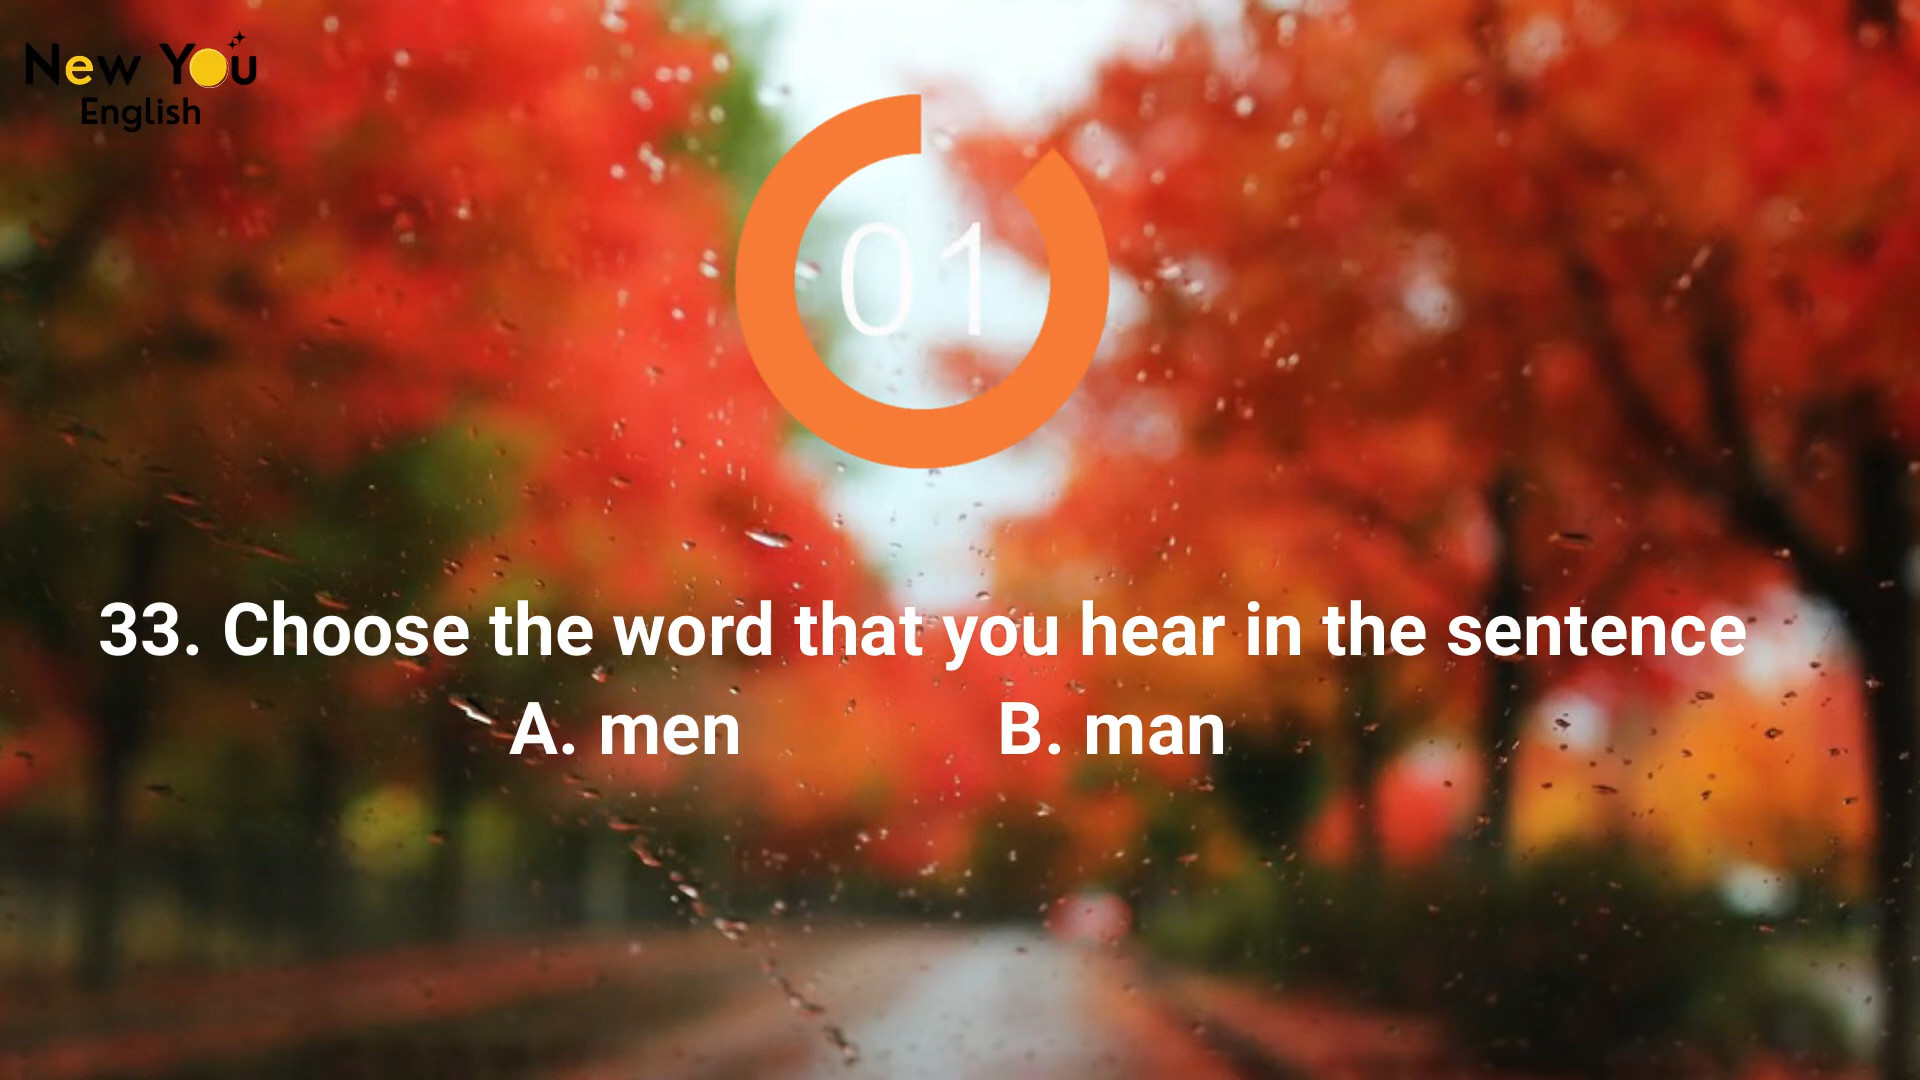 New You
English
01
33. Choose the word that you hear in the sentence
A. men B. man